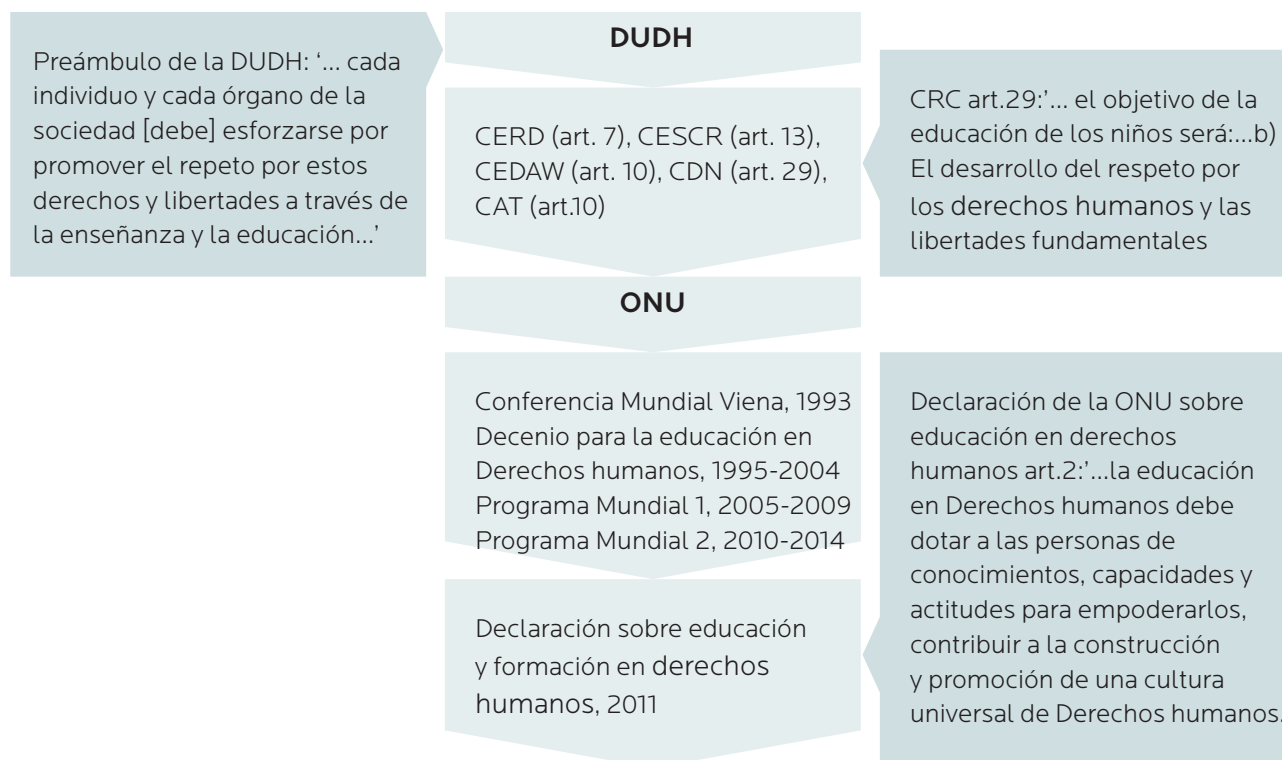 Preámbulo de la DUDH: ‘... cada
individuo y cada órgano de la
sociedad [debe] esforzarse por
promover el repeto por estos
derechos y libertades a través de
la enseñanza y la educación...’
DUDH
CERD (art. 7), CESCR (art. 13),
CEDAW (art. 10), CDN (art. 29),
CAT (art.10)
CRC art.29:’... el objetivo de la
educación de los niños será:...b)
El desarrollo del respeto por
los derechos humanos y las
libertades fundamentales
ONU
Conferencia Mundial Viena, 1993
Decenio para la educación en
Derechos humanos, 1995-2004
Programa Mundial 1, 2005-2009
Programa Mundial 2, 2010-2014
Declaración sobre educación
y formación en derechos
humanos, 2011
Declaración de la ONU sobre
educación en derechos
humanos art.2:’...la educación
en Derechos humanos debe
dotar a las personas de
conocimientos, capacidades y
actitudes para empoderarlos,
contribuir a la construcción
y promoción de una cultura
universal de Derechos humanos.